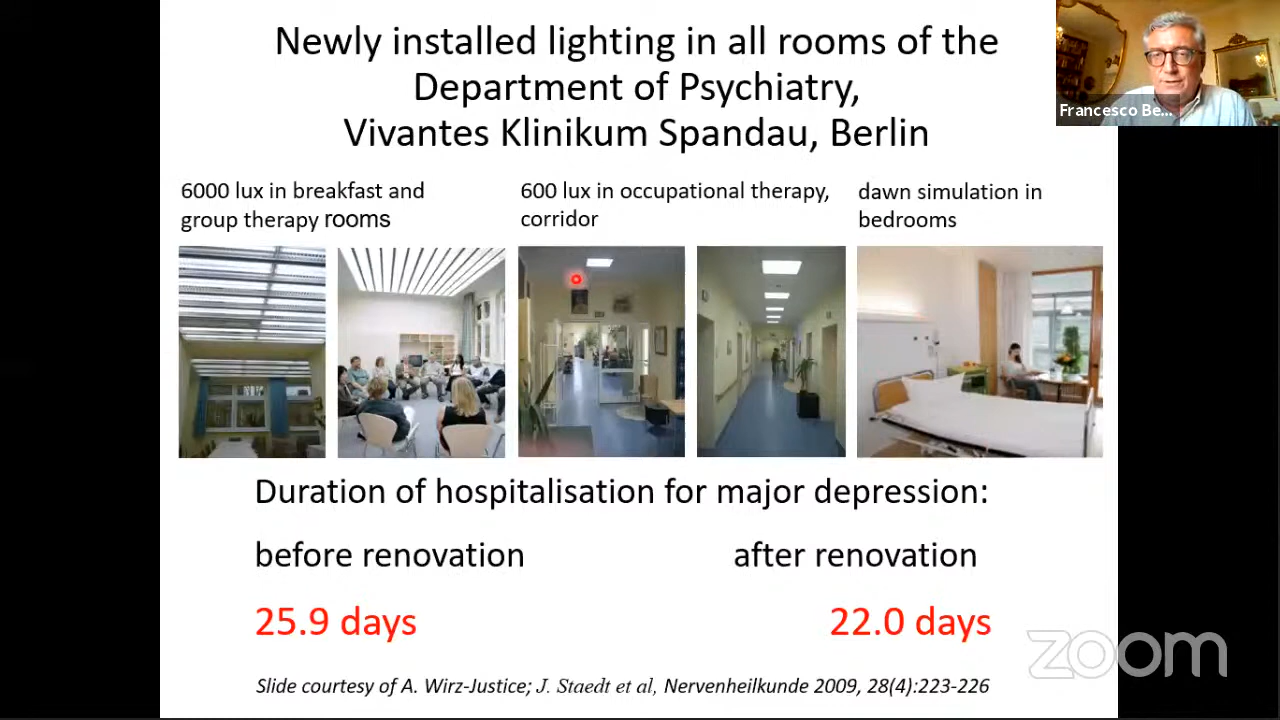 Newly installed lighting in all rooms of the
Department of Psychiatry,
Vivantes Klinikum Spandau, Berlin
Francesco Be...
6000 lux in breakfast and
group therapy rooms
600 lux in occupational therapy,
corridor
dawn simulation in
bedrooms
Duration of hospitalisation for major depression:
before renovation
after renovation
25.9 days
22.0 days
Slide courtesy of A. Wirz-Justice; J. Staedt et al, Nervenheilkunde 2009, 28(4):223-226
zoom